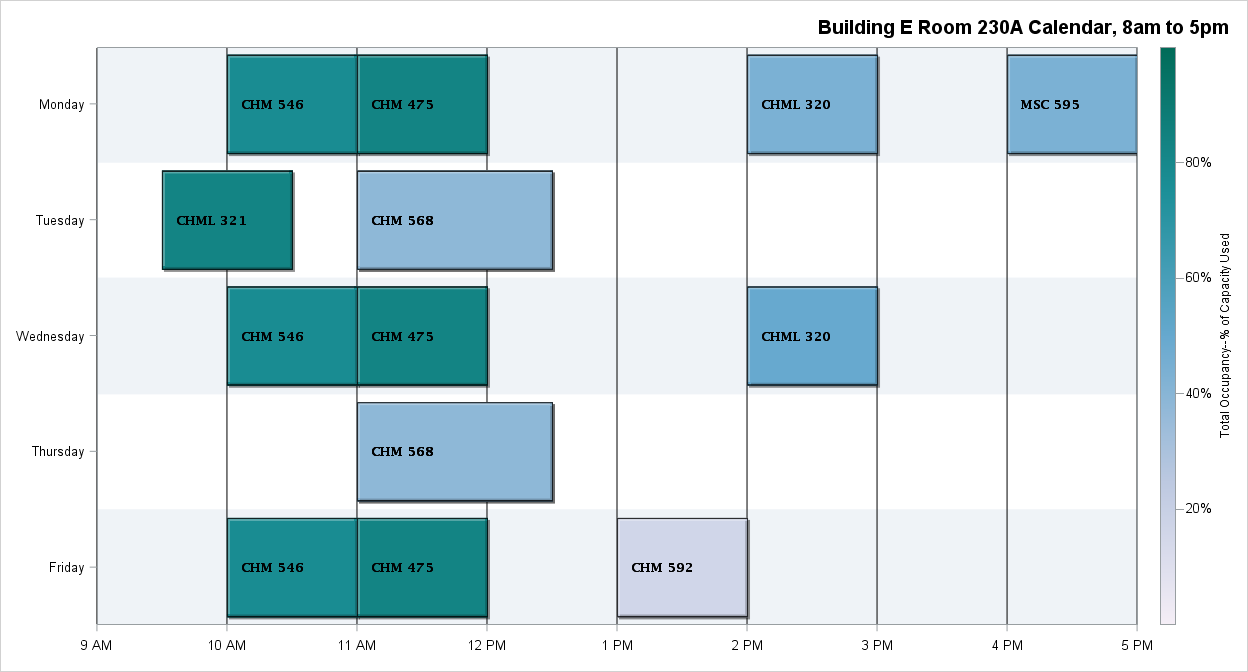 Building E Room 230A Calendar, 8am to 5pm
Monday
CHM 546
CHM 475
CHML 320
MSC 595
Tuesday
CHML 321
CHM 568
Wednesday
CHM 546
CHM 475
CHML 320
Thursday
CHM 568
Friday
CHM 546
CHM 475
CHM 592
9 AM
10 AM
11 AM
12 PM
1 PM
2 PM
3 PM
4 PM
5 PM
80%
60%
40%
20%
Total Occupancy--% of Capacity Used